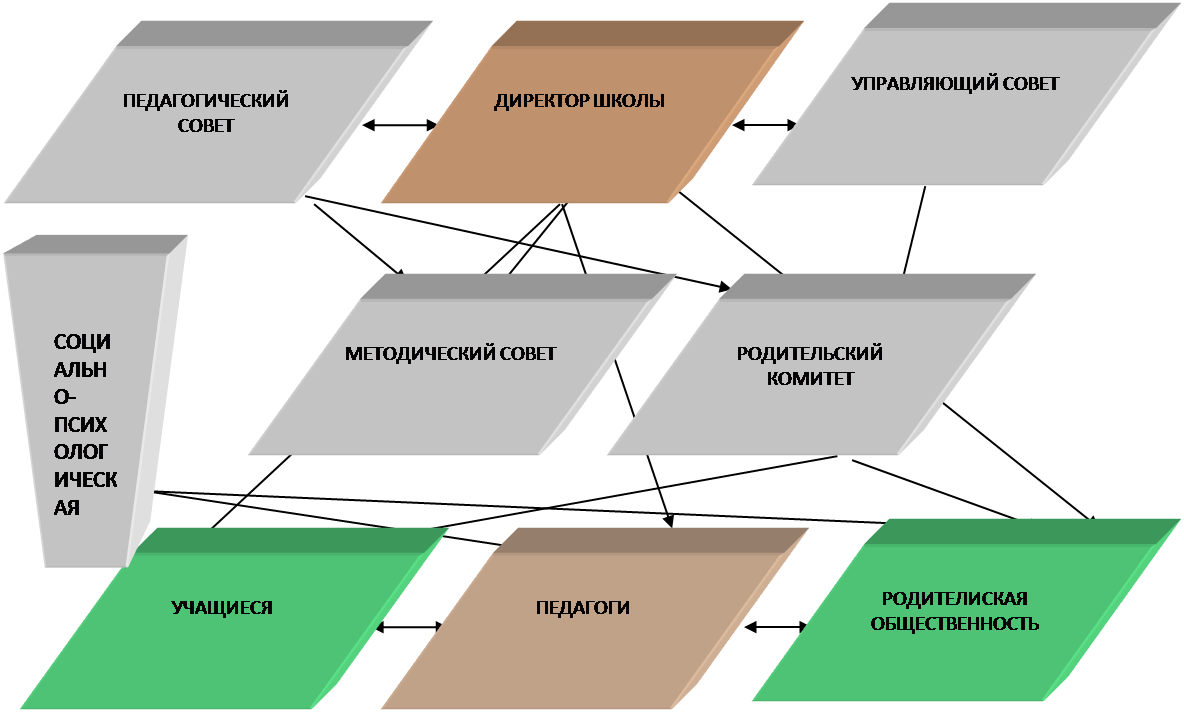 ПЕДАГОГИЧЕСКИЙ
СОВЕТ
ДИРЕКТОР ШКОЛЫ
УПРАВЛЯЮЩИЙ СОВЕТ
СОЦИ
АЛЬН
О-
ПСИХ
ОЛОГ
ИЧЕСК
АЯ
МЕТОДИЧЕСКИЙ СОВЕТ
РОДИТЕЛЬСКИЙ
КОМИТЕТ
УЧАЩИЕСЯ
ПЕДАГОГИ
РОДИТЕЛИСКАЯ
ОБЩЕСТВЕННОСТЬ